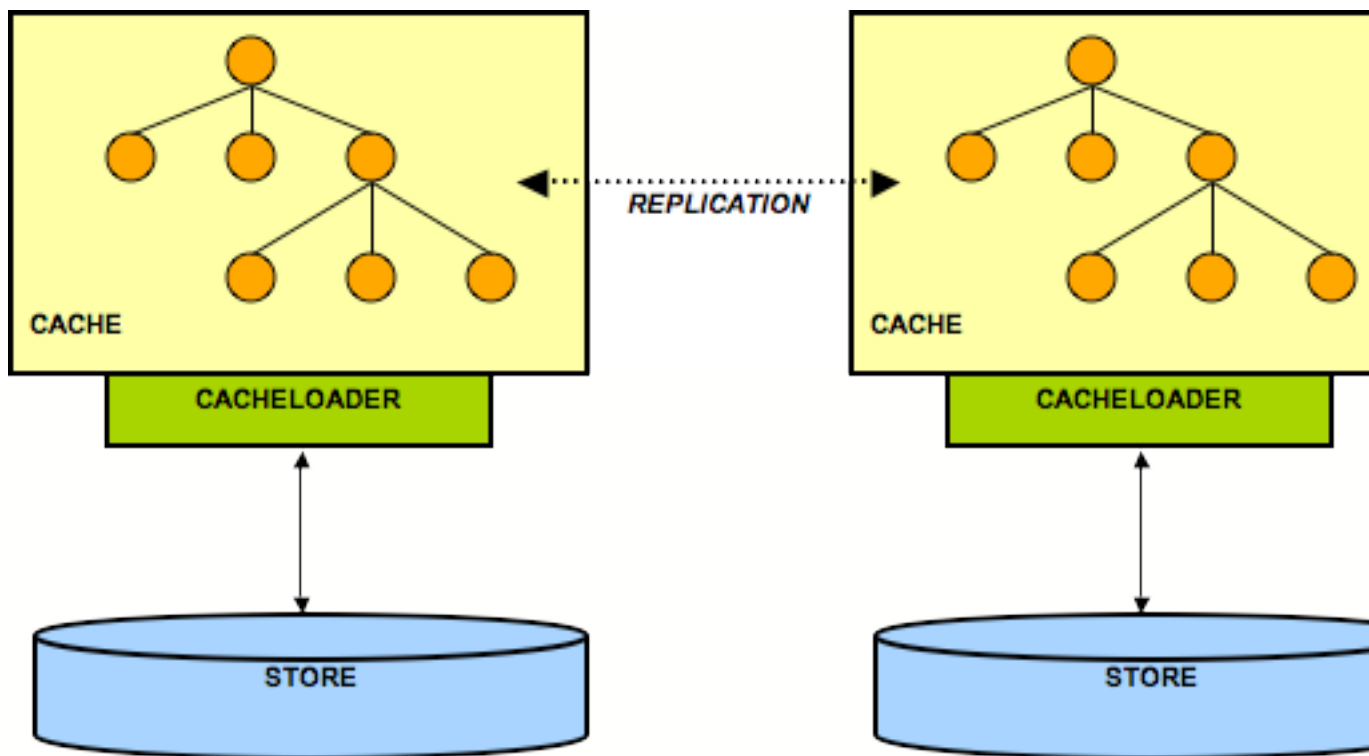 REPLICATION
CACHE
CACHE
CACHELOADER
CACHELOADER
STORE
STORE